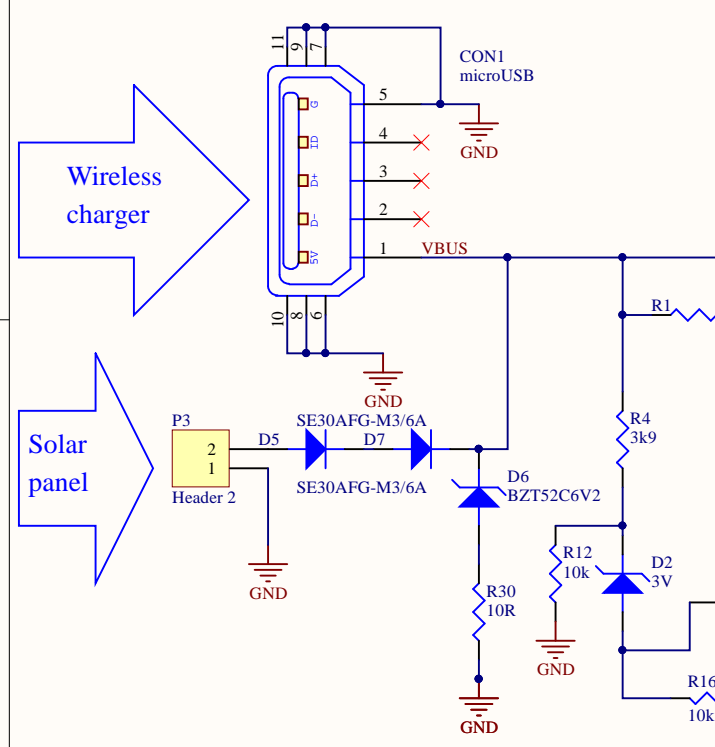 11
9
7
CON1
microUSB
G
5
GND
ID
4
Wireless
charger
D+
3
D-
2
5V
1
VBUS
10
8
6
R1
GND
P3
SE30AFG-M3/6A
R4
3k9
Solar
panel
2
D5
D7
1
SE30AFG-M3/6A
D6
BZT52C6V2
Header 2
R12
10k
D2
3V
GND
R30
10R
GND
R16
10k
GND